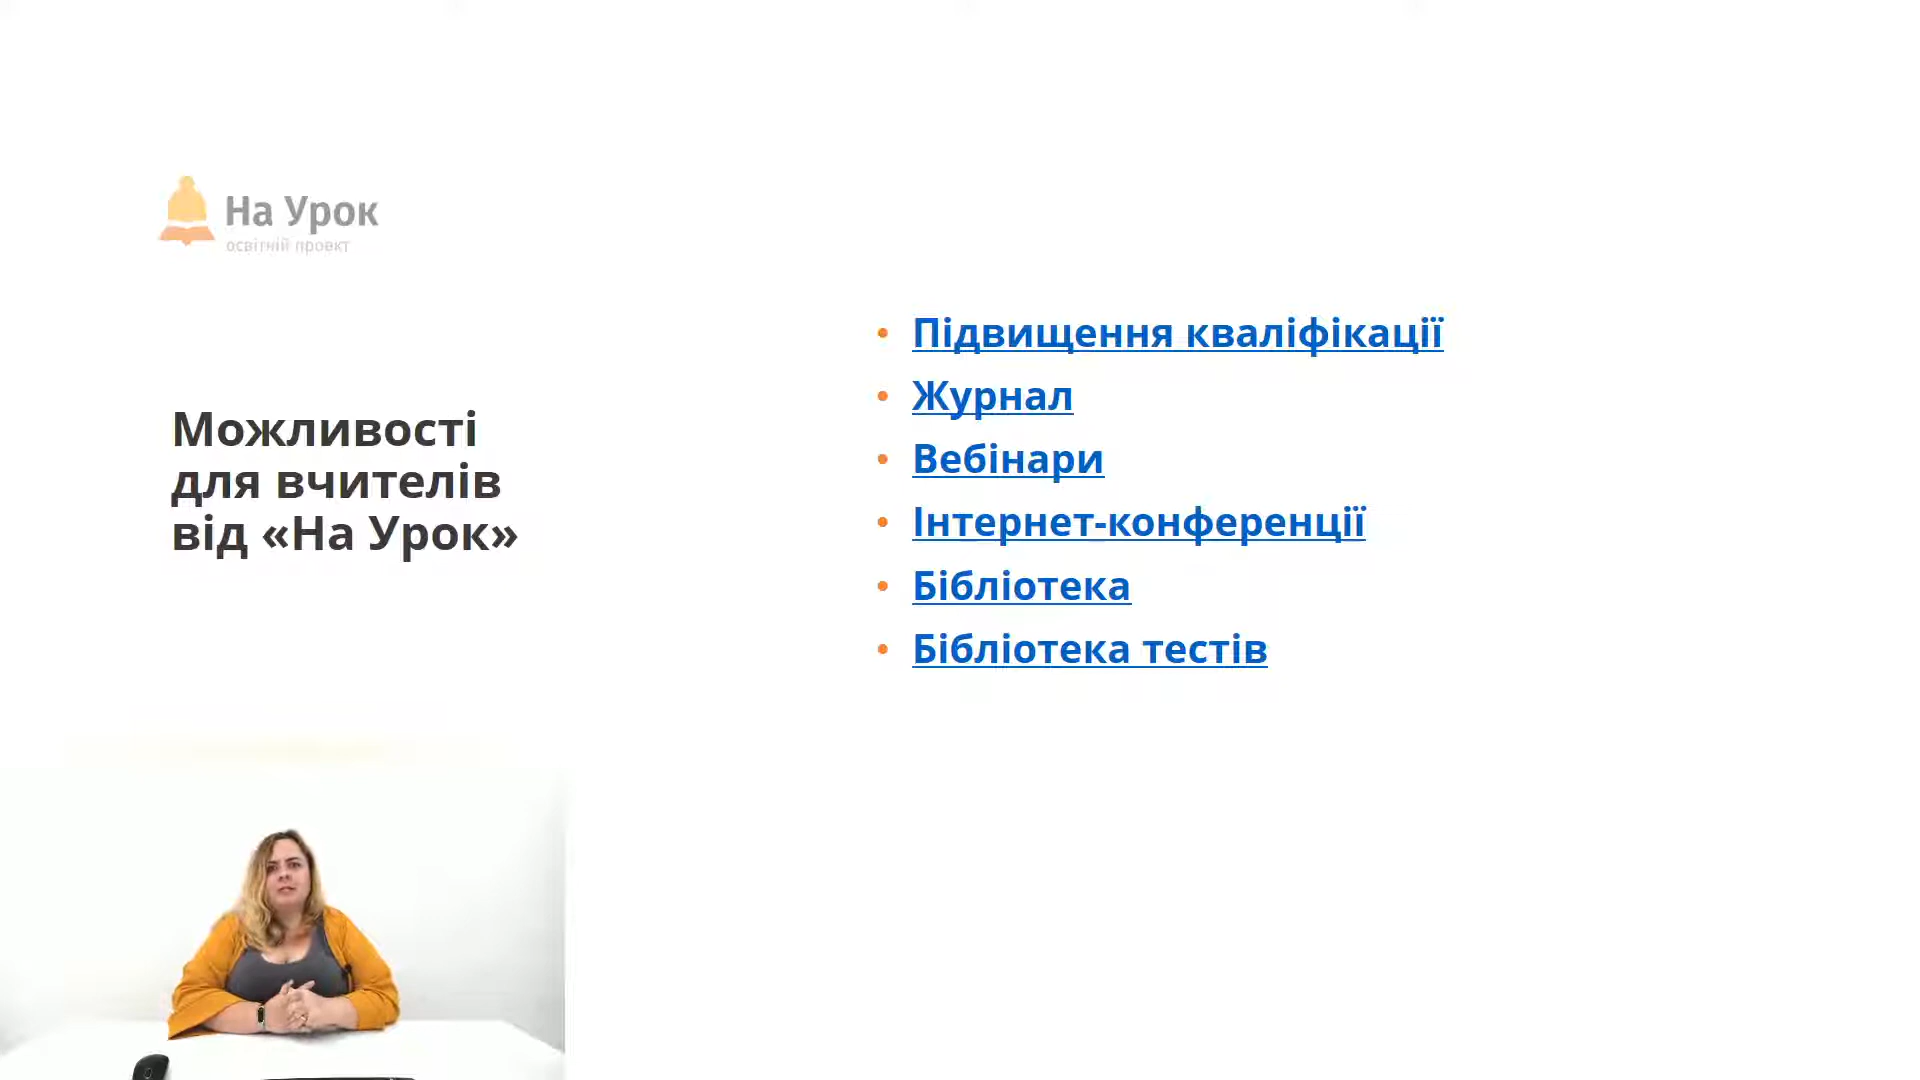 На Урок
освітній проект
Можливості
для вчителів
від «На Урок»
• Підвищення кваліфікації
• Журнал
• Вебінари
• Інтернет-конференції
• Бібліотека
• Бібліотека тестів